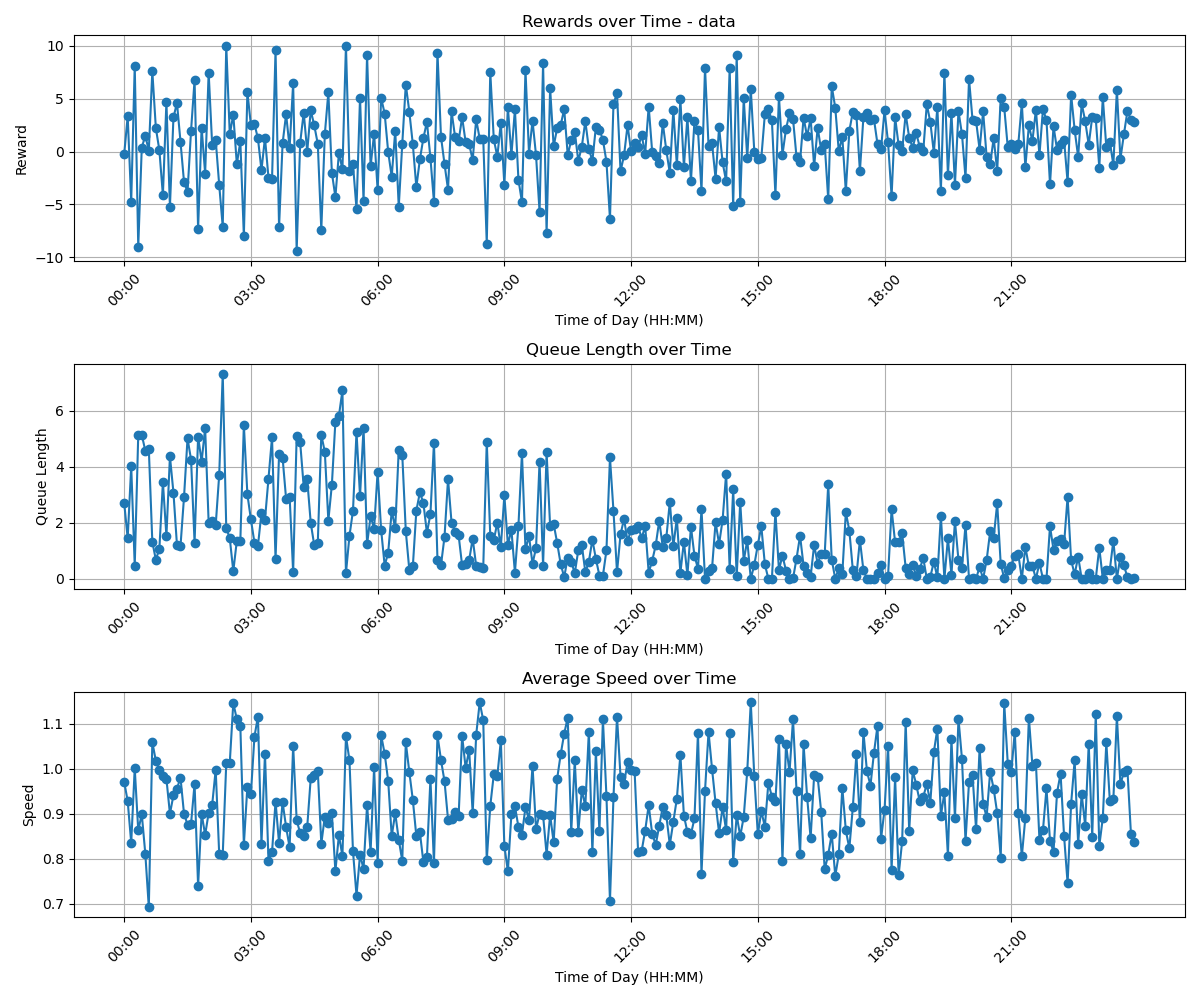 Rewards over Time - data
10
5
0
−5
−10
Reward
00:00 03:00 06:00 09:00 12:00 15:00 18:00 21:00
Time of Day (HH:MM)
Queue Length over Time
6
4
2
0
Queue Length
00:00 03:00 06:00 09:00 12:00 15:00 18:00 21:00
Time of Day (HH:MM)
Average Speed over Time
1.1
1.0
0.9
0.8
0.7
Speed
00:00 03:00 06:00 09:00 12:00 15:00 18:00 21:00
Time of Day (HH:MM)